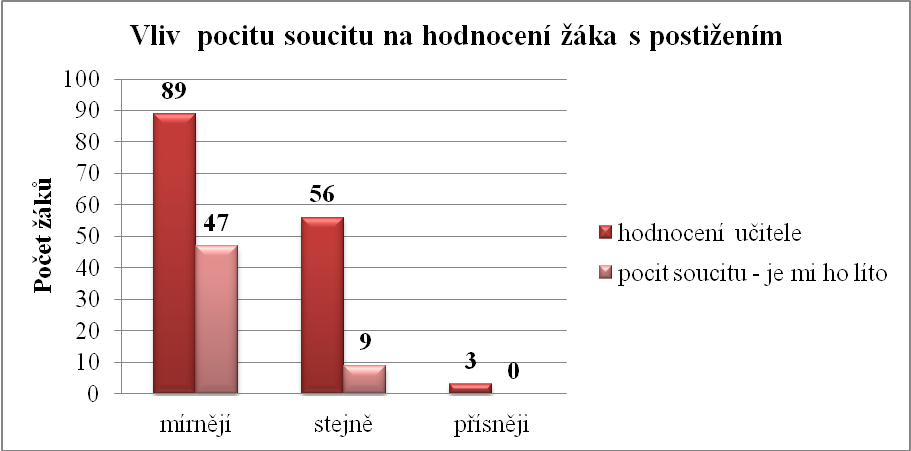 Vliv pocitu soucitu na hodnocení žáka s postižením
Počet žáků
100
90
80
70
60
50
40
30
20
10
0
89
47
56
9
3
0
mírnějí
stejně
přísněji
hodnocení učitele
pocit soucitu - je mi ho líto